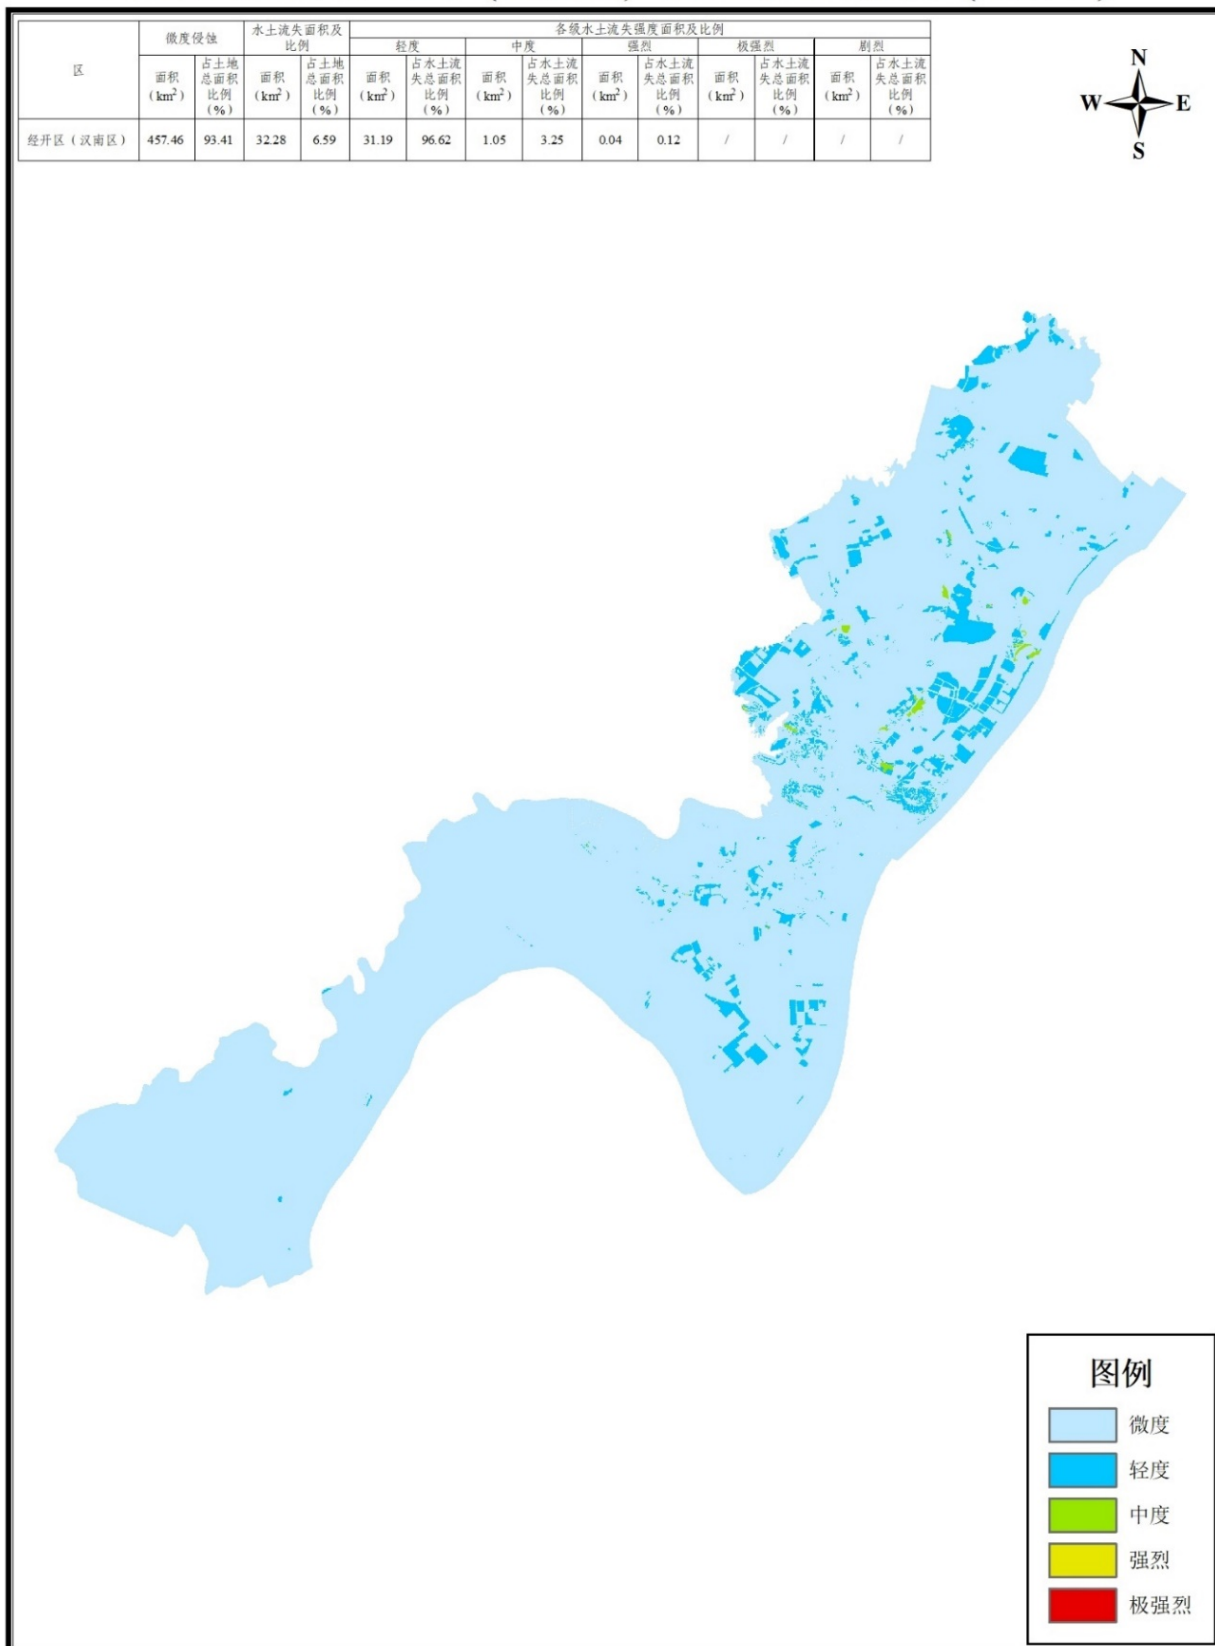 区
微度侵蚀
水土流失面积及
比例
各级水土流失强度面积及比例
轻度
中度
强烈
极强烈
剧烈
面积
(km²)
占土地
总面积
比例
(%)
面积
(km²)
占土地
总面积
比例
(%)
面积
(km²)
占水土流
失总面积
比例
(%)
面积
(km²)
占水土流
失总面积
比例
(%)
面积
(km²)
占水土流
失总面积
比例
(%)
面积
(km²)
占水土流
失总面积
比例
(%)
面积
(km²)
占水土流
失总面积
比例
(%)
经开区(汉南区) 457.46 93.41 32.28 6.59 31.19 96.62 1.05 3.25 0.04 0.12 / / / /
N
W E
S
图例
微度
轻度
中度
强烈
极强烈